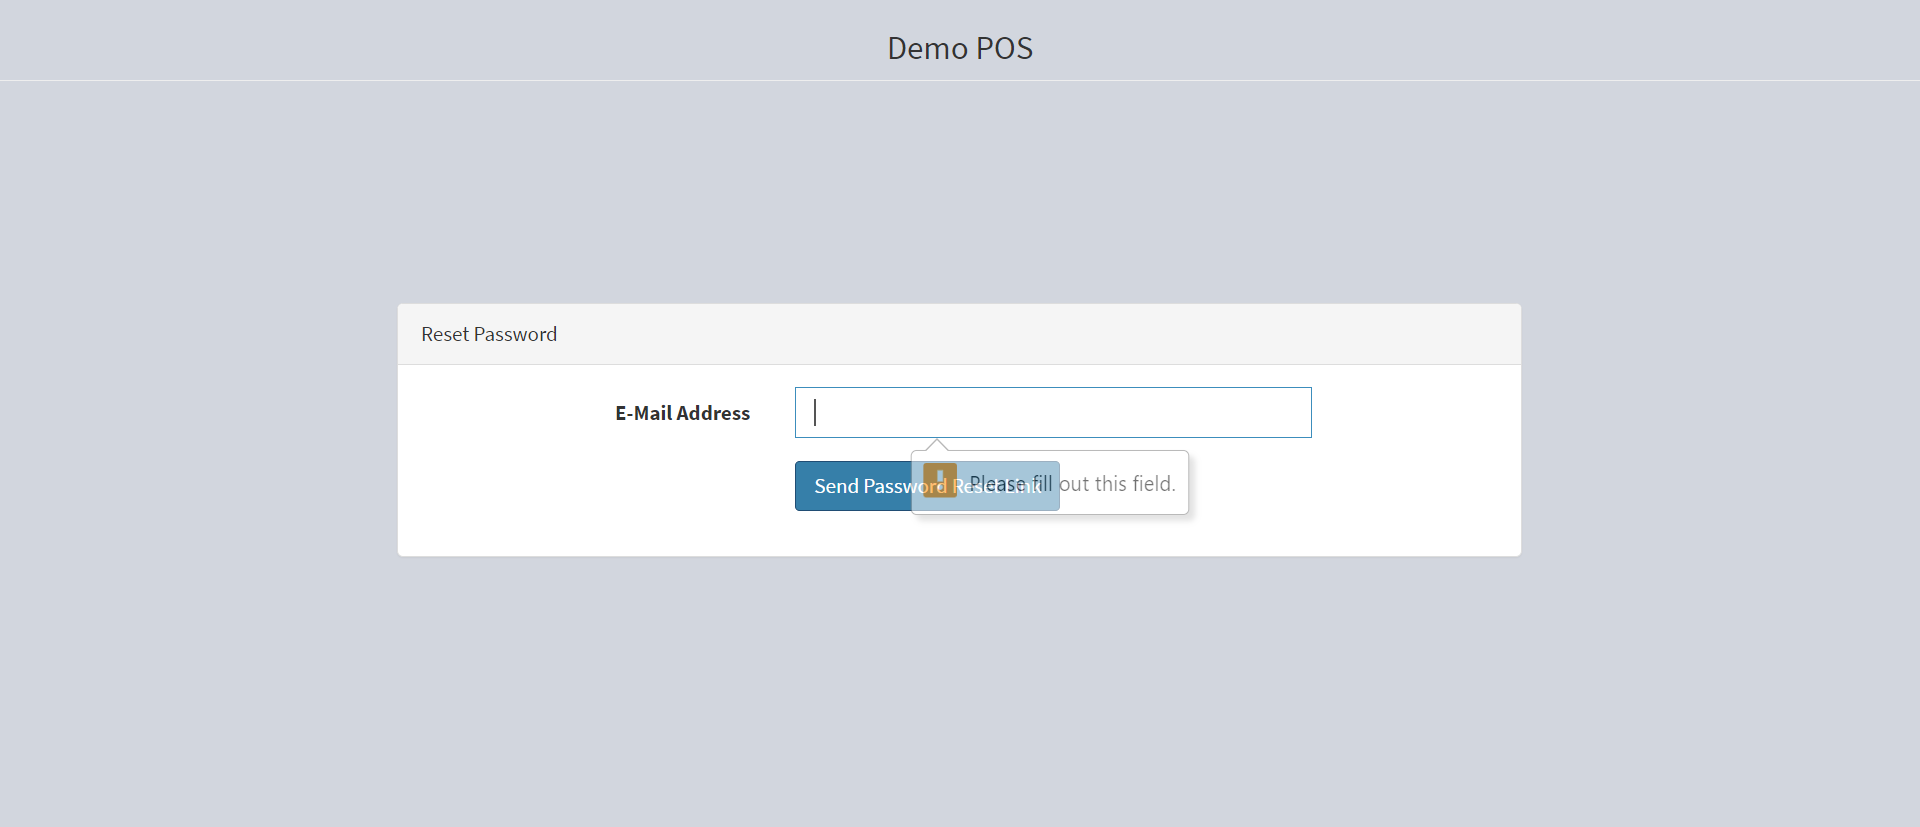 Demo POS
Reset Password
E-Mail Address
Send Password Reset Link
Please fill out this field.